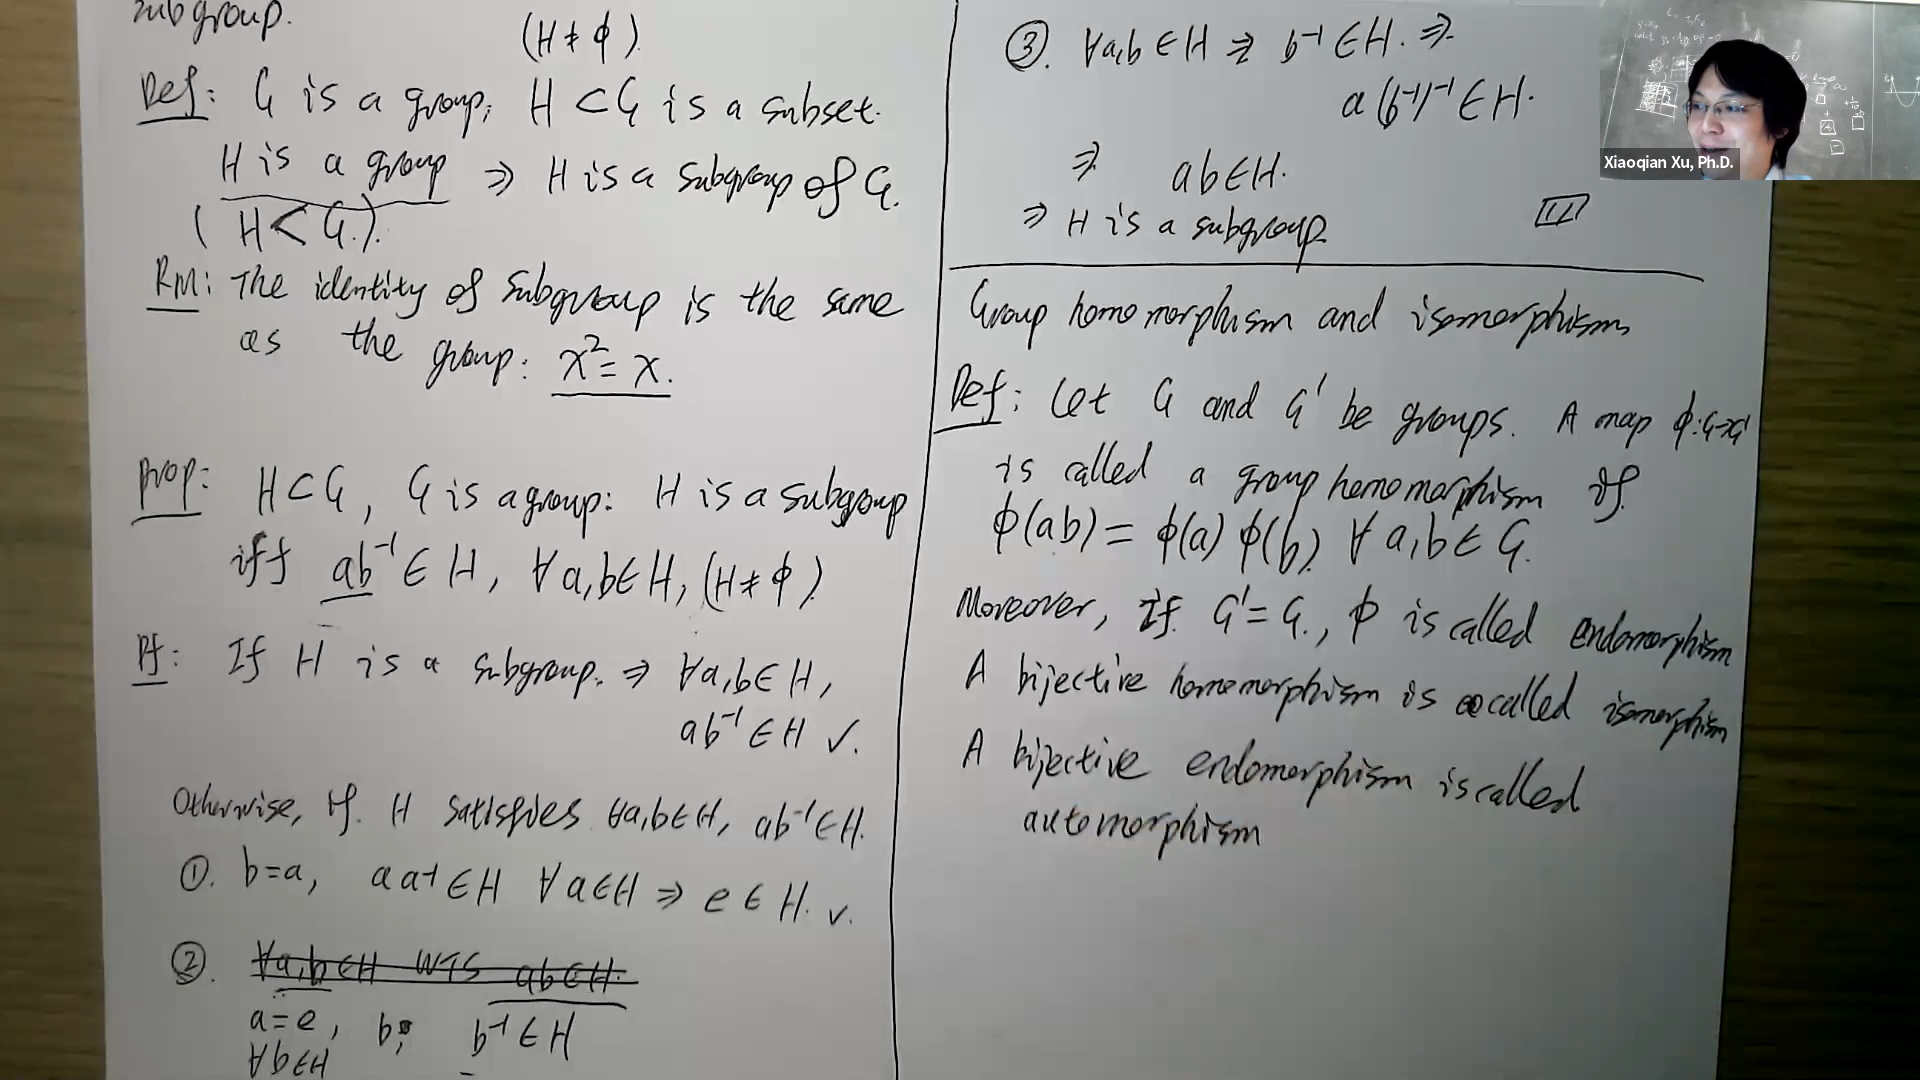 subgroup.
(H ≠ ϕ).
Def: G is a group; H ⊂ G is a subset.
H is a group ⇒ H is a subgroup of G.
( H < G.).
RM: The identity of subgroup is the same
as the group: x² = x.
prop: H ⊂ G, G is a group: H is a subgroup
iff ab⁻¹ ∈ H, ∀ a,b ∈ H, (H ≠ ϕ).
Pf: If H is a subgroup. ⇒ ∀a,b ∈ H,
ab⁻¹ ∈ H ✓.
Otherwise, if. H satisfies ∀a,b ∈ H, ab⁻¹ ∈ H.
①. b=a, aa⁻¹ ∈ H ∀ a ∈ H ⇒ e ∈ H. ✓.
②. ∀a,b ∈ H WTS ab ∈ H.
a = e, b; b⁻¹ ∈ H
∀b ∈ H
③. ∀a,b ∈ H ⇒ b⁻¹ ∈ H. ⇒.
a (b⁻¹)⁻¹ ∈ H.
⇒ ab ∈ H.
⇒ H is a subgroup.
Group homomorphism and isomorphism
Def: Let G and G' be groups. A map ϕ: G→G'
is called a group homomorphism if.
ϕ(ab) = ϕ(a) ϕ(b). ∀ a,b ∈ G.
Moreover, if. G' = G., ϕ is called endomorphism
A bijective homomorphism is called isomorphism
A bijective endomorphism is called
automorphism
Xiaoqian Xu, Ph.D.